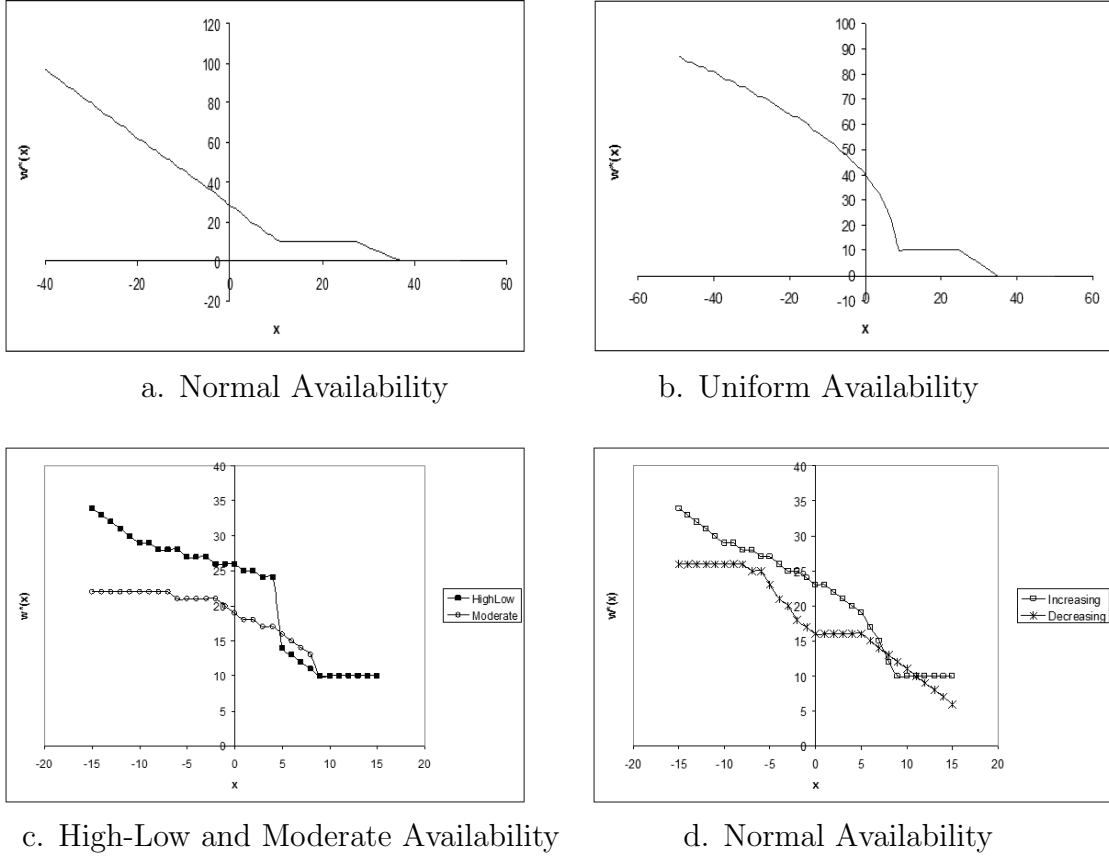 120
100
80
60
40
20
0
-20
-40 -20 0 20 40 60
w*(x)
x
a. Normal Availability
100
90
80
70
60
50
40
30
20
10
0
-10
-60 -40 -20 0 20 40 60
w*(x)
x
b. Uniform Availability
40
35
30
25
20
15
10
5
0
-20 -15 -10 -5 0 5 10 15 20
w*(x)
x
HighLow
Moderate
c. High-Low and Moderate Availability
40
35
30
25
20
15
10
5
0
-20 -15 -10 -5 0 5 10 15 20
w*(x)
x
Increasing
Decreasing
d. Normal Availability